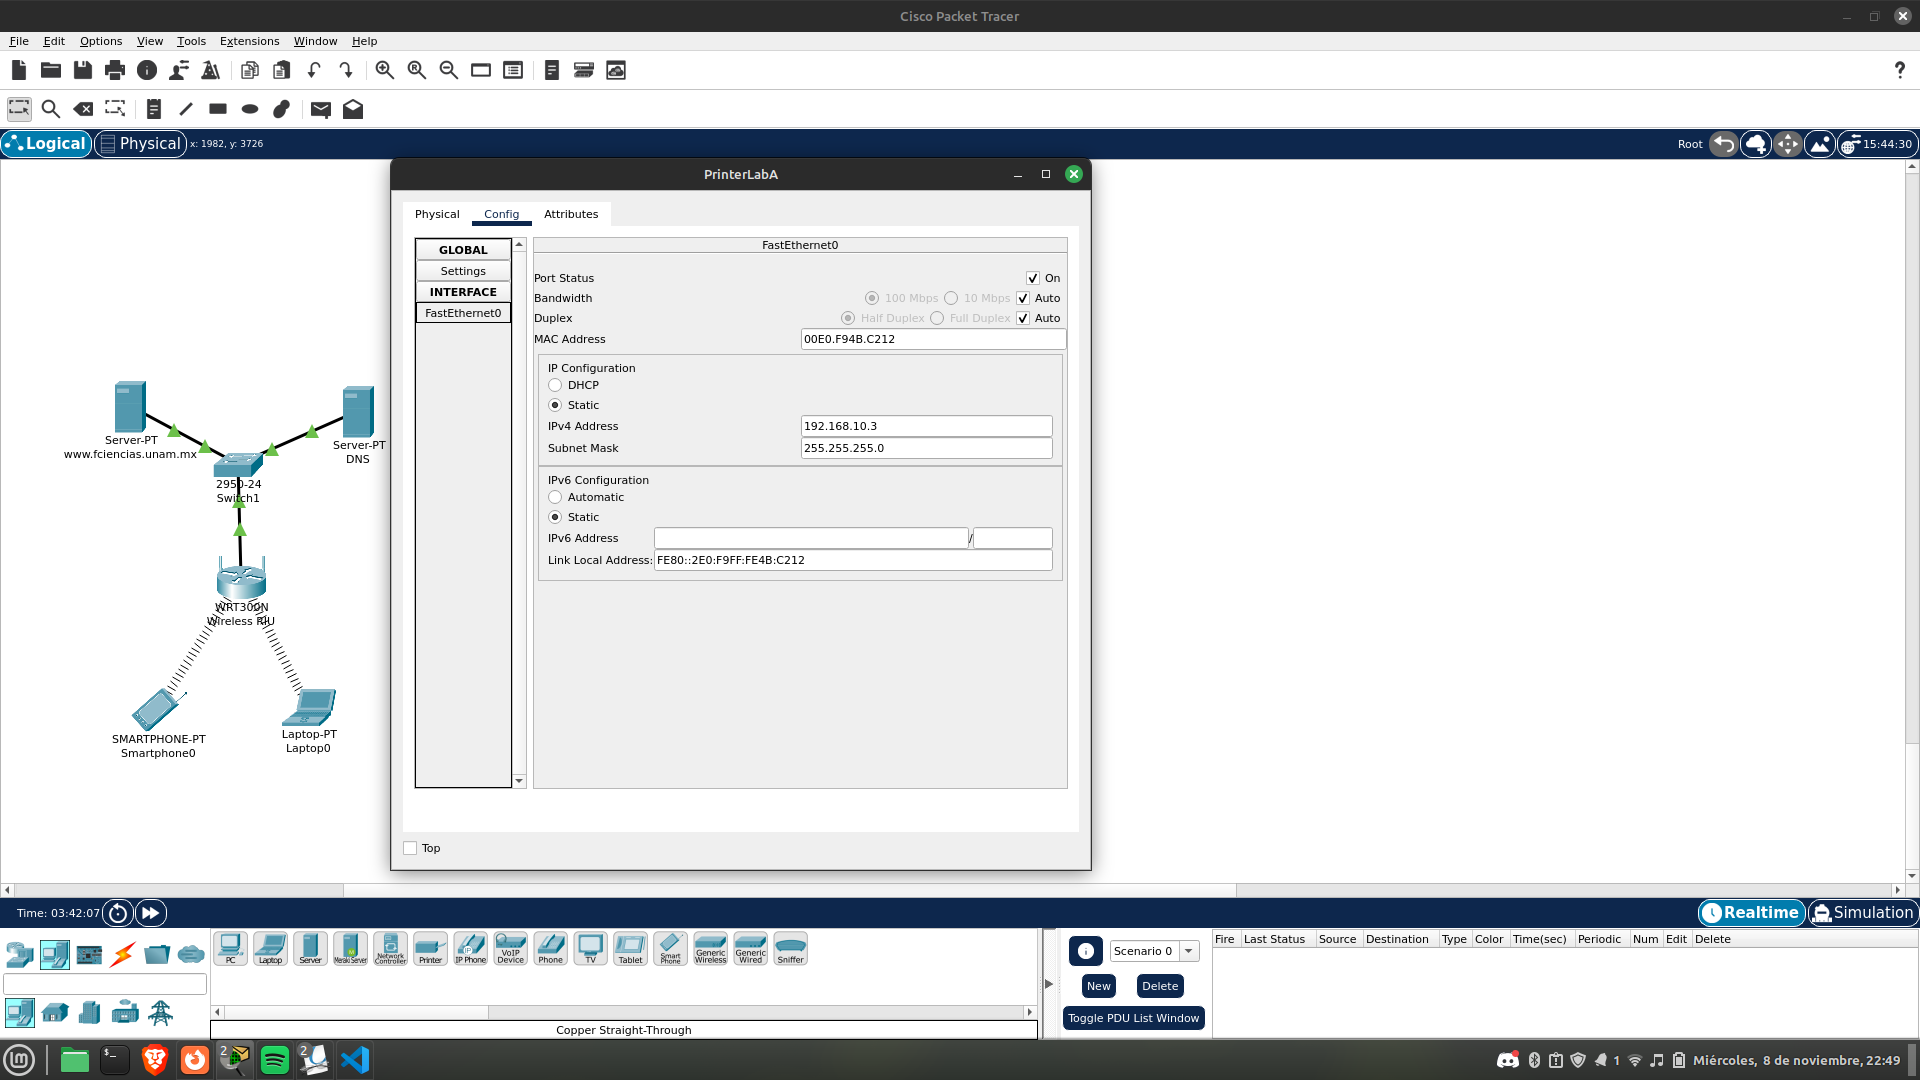 Cisco Packet Tracer
File Edit Options View Tools Extensions Window Help
Logical Physical x: 1982, y: 3726 Root 15:44:30
PrinterLabA
Physical Config Attributes
GLOBAL
Settings
INTERFACE
FastEthernet0
FastEthernet0
Port Status On
Bandwidth 100 Mbps 10 Mbps Auto
Duplex Half Duplex Full Duplex Auto
MAC Address 00E0.F94B.C212
IP Configuration
DHCP
Static
IPv4 Address 192.168.10.3
Subnet Mask 255.255.255.0
IPv6 Configuration
Automatic
Static
IPv6 Address /
Link Local Address: FE80::2E0:F9FF:FE4B:C212
Top
Server-PT
www.fciencias.unam.mx
Server-PT
DNS
2950-24
Switch1
WRT300N
Wireless RIU
SMARTPHONE-PT
Smartphone0
Laptop-PT
Laptop0
Time: 03:42:07 Realtime Simulation
PC Laptop Server Meraki Server Network Controller Printer IP Phone VoIP Device Phone TV Tablet Smart Phone Generic Wireless Generic Wired Sniffer
Copper Straight-Through
Scenario 0
New Delete
Toggle PDU List Window
Fire Last Status Source Destination Type Color Time(sec) Periodic Num Edit Delete
2 2 1 Miércoles, 8 de noviembre, 22:49